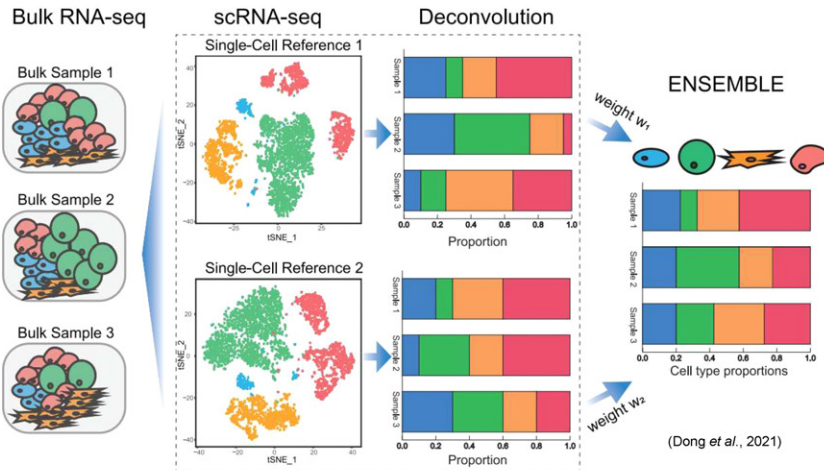 Bulk RNA-seq
scRNA-seq
Deconvolution
Bulk Sample 1
Bulk Sample 2
Bulk Sample 3
Single-Cell Reference 1
tSNE_2
40
20
0
-20
-40
-25
0
25
tSNE_1
Single-Cell Reference 2
tSNE_2
20
0
-20
-40
-40
-20
0
20
40
tSNE_1
Sample 1
Sample 2
Sample 3
0.0 0.2 0.4 0.6 0.8 1.0
Proportion
Sample 1
Sample 2
Sample 3
0.0 0.2 0.4 0.6 0.8 1.0
Proportion
weight w₁
weight w₂
ENSEMBLE
Sample 1
Sample 2
Sample 3
0.0 0.2 0.4 0.6 0.8 1.0
Cell type proportions
(Dong et al., 2021)